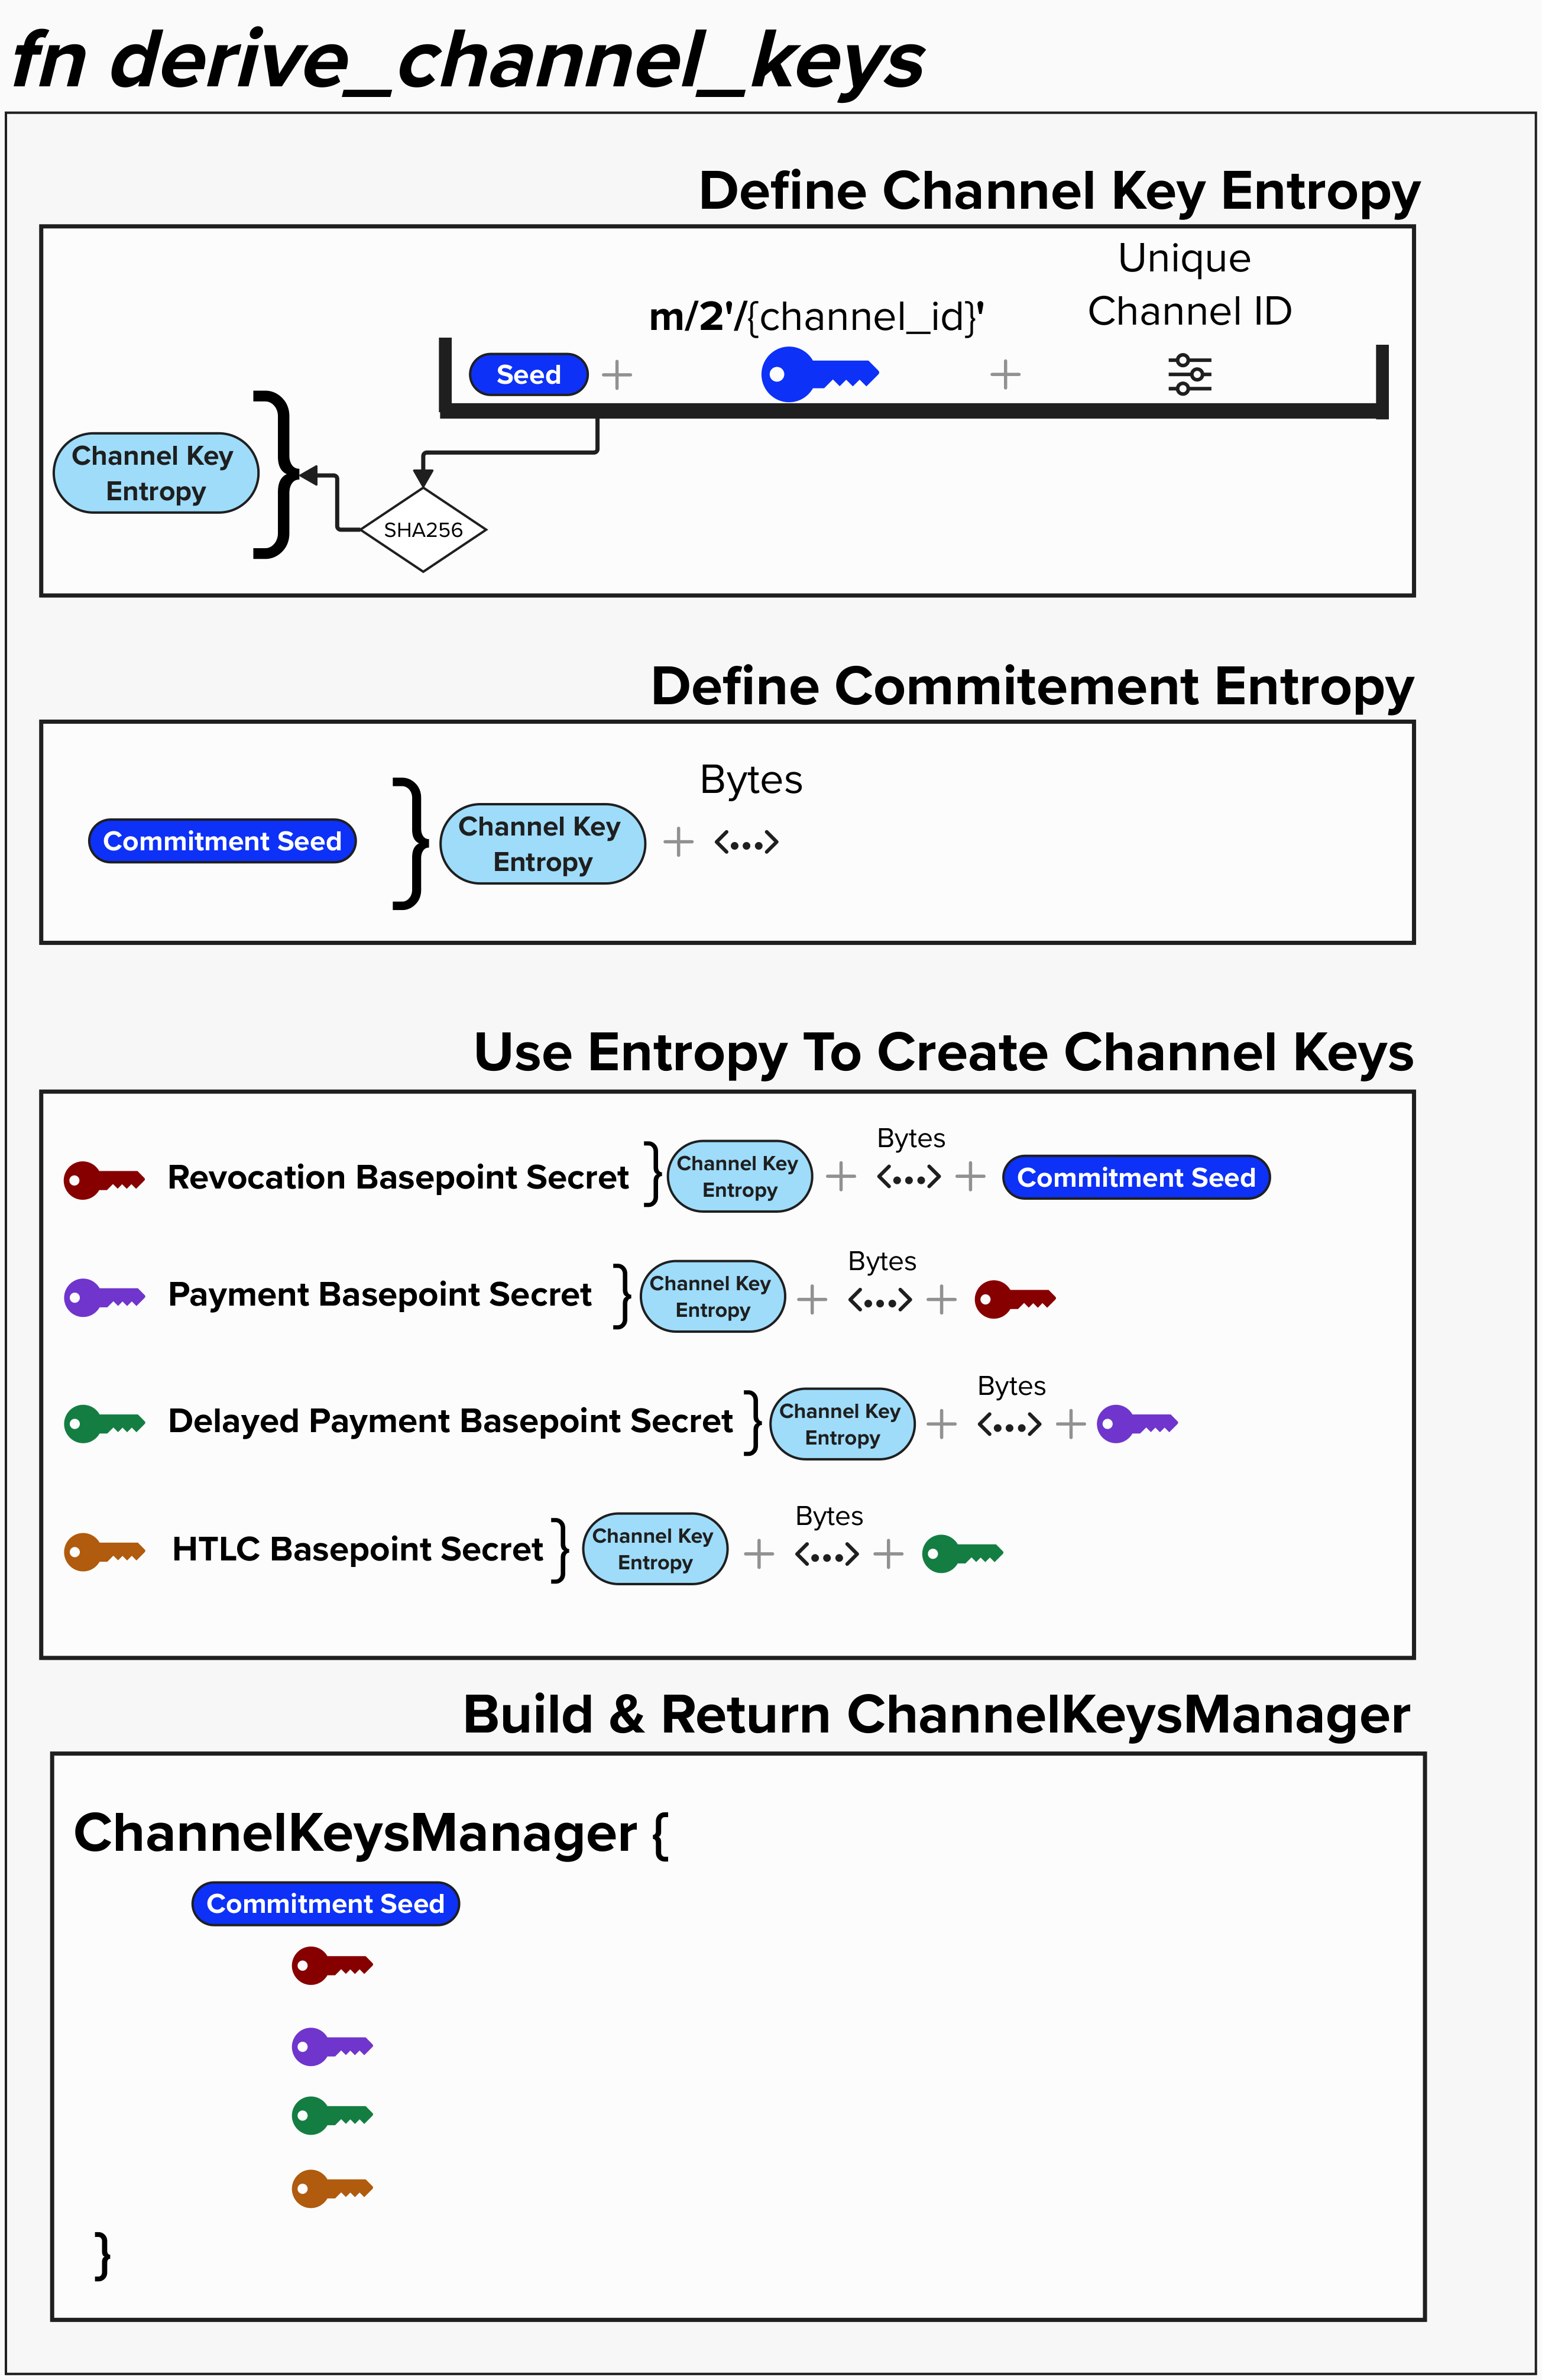 fn derive_channel_keys
Define Channel Key Entropy
Unique
Channel ID
m/2'/{channel_id}'
Seed
Channel Key
Entropy
SHA256
Define Commitement Entropy
Bytes
Commitment Seed
Channel Key
Entropy
Use Entropy To Create Channel Keys
Bytes
Revocation Basepoint Secret
Channel Key
Entropy
Commitment Seed
Bytes
Payment Basepoint Secret
Channel Key
Entropy
Bytes
Delayed Payment Basepoint Secret
Channel Key
Entropy
Bytes
HTLC Basepoint Secret
Channel Key
Entropy
Build & Return ChannelKeysManager
ChannelKeysManager {
Commitment Seed
}